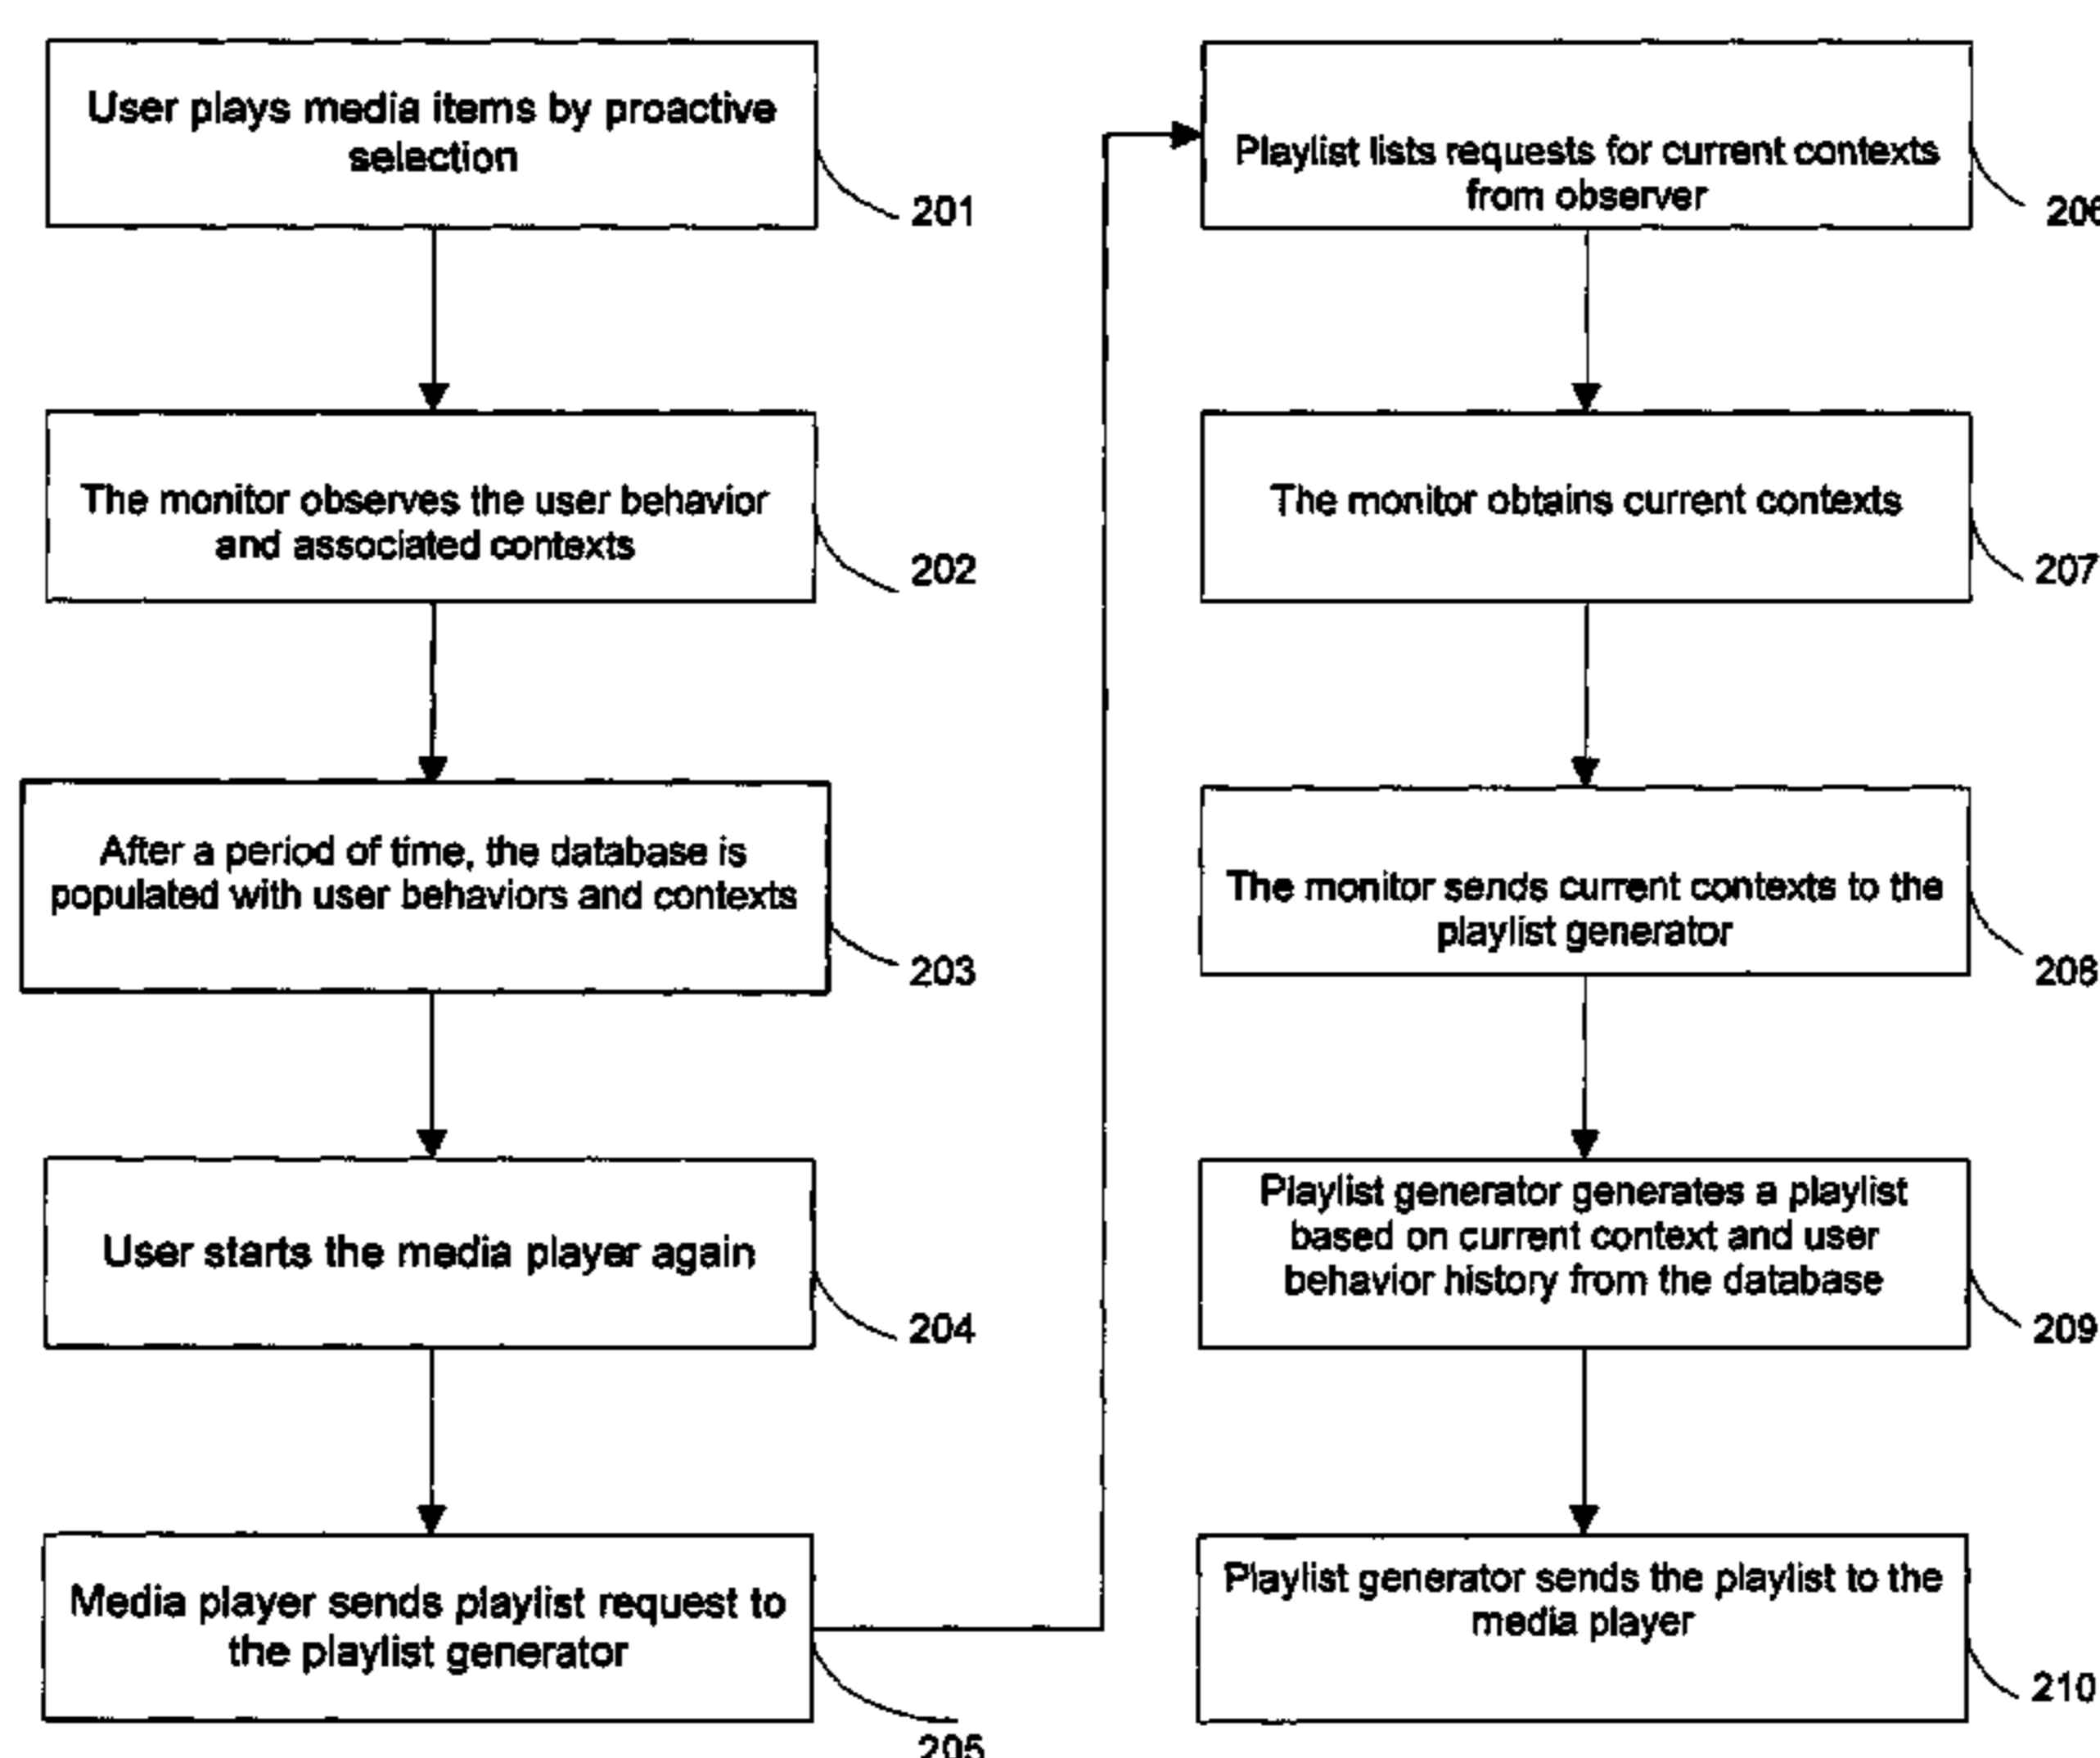 User plays media items by proactive
selection
201
The monitor observes the user behavior
and associated contexts
202
After a period of time, the database is
populated with user behaviors and contexts
203
User starts the media player again
204
Media player sends playlist request to
the playlist generator
205
Playlist lists requests for current contexts
from observer
206
The monitor obtains current contexts
207
The monitor sends current contexts to the
playlist generator
208
Playlist generator generates a playlist
based on current context and user
behavior history from the database
209
Playlist generator sends the playlist to the
media player
210